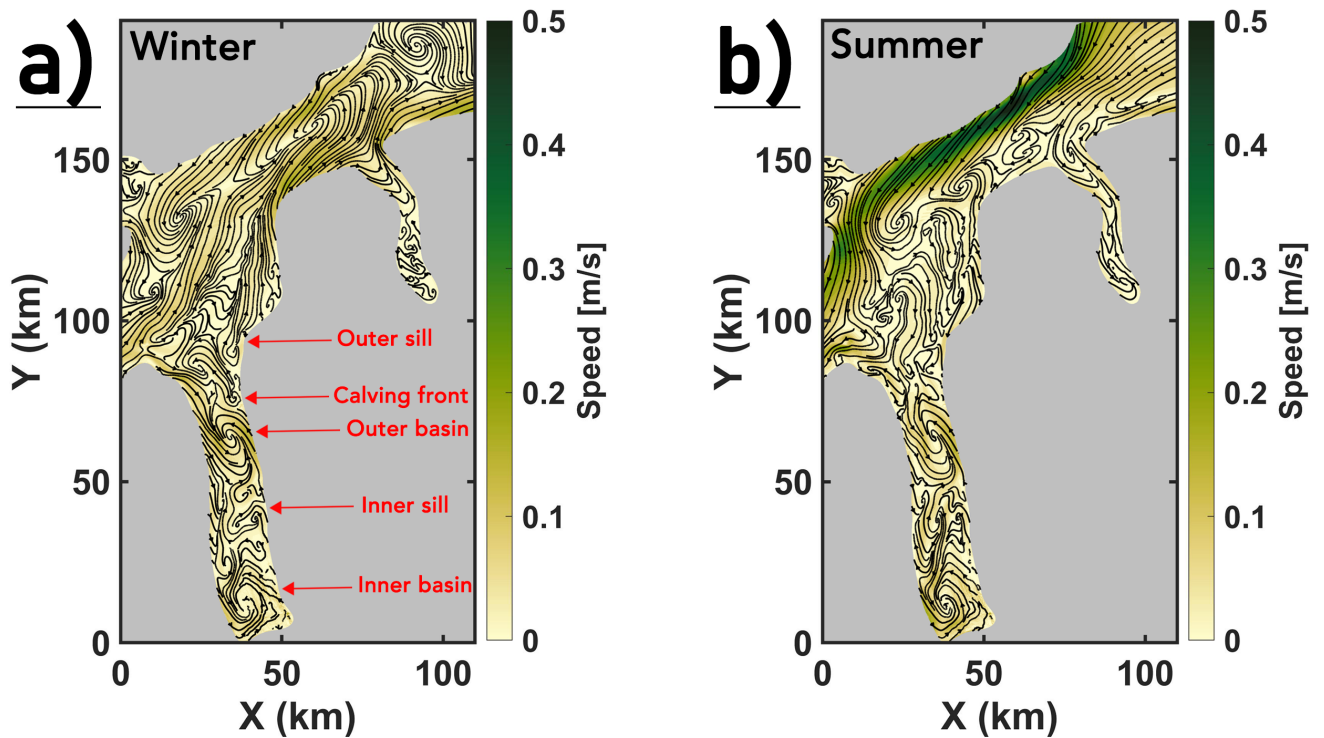 a)
Winter
150
100
50
0
Y (km)
0
50
100
X (km)
Outer sill
Calving front
Outer basin
Inner sill
Inner basin
0.5
0.4
0.3
0.2
0.1
0
Speed [m/s]
b)
Summer
150
100
50
0
Y (km)
0
50
100
X (km)
0.5
0.4
0.3
0.2
0.1
0
Speed [m/s]